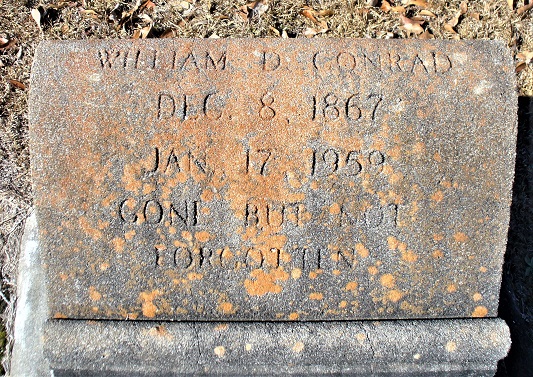 WILLIAM D. CONRAD
DEC. 8, 1867
JAN. 17, 1959
GONE BUT NOT
FORGOTTEN